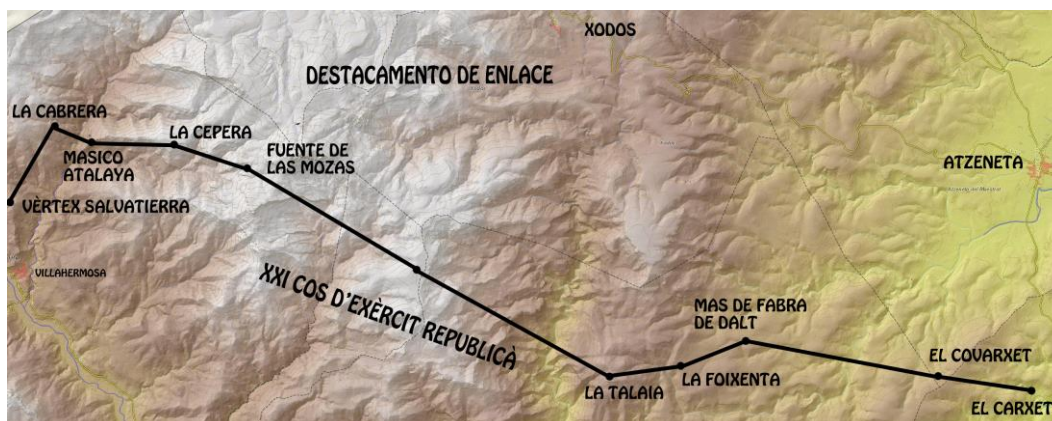 XODOS
DESTACAMENTO DE ENLACE
LA CABRERA
LA CEPERA
MASICO
ATALAYA
FUENTE DE
LAS MOZAS
ATZENETA
VÈRTEX SALVATIERRA
VILLAHERMOSA
XXI COS D'EXÈRCIT REPUBLICÀ
MAS DE FABRA
DE DALT
EL COVARXET
LA FOIXENTA
LA TALAIA
EL CARXET